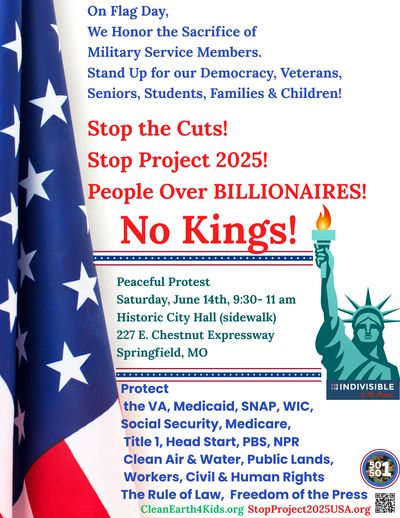 On Flag Day,
We Honor the Sacrifice of
Military Service Members.
Stand Up for our Democracy, Veterans,
Seniors, Students, Families & Children!
Stop the Cuts!
Stop Project 2025!
People Over BILLIONAIRES!
No Kings!
Peaceful Protest
Saturday, June 14th, 9:30- 11 am
Historic City Hall (sidewalk)
227 E. Chestnut Expressway
Springfield, MO
INDIVISIBLE
Protect
the VA, Medicaid, SNAP, WIC,
Social Security, Medicare,
Title 1, Head Start, PBS, NPR
Clean Air & Water, Public Lands,
Workers, Civil & Human Rights
The Rule of Law, Freedom of the Press
50
50
1
CleanEarth4Kids.org StopProject2025USA.org